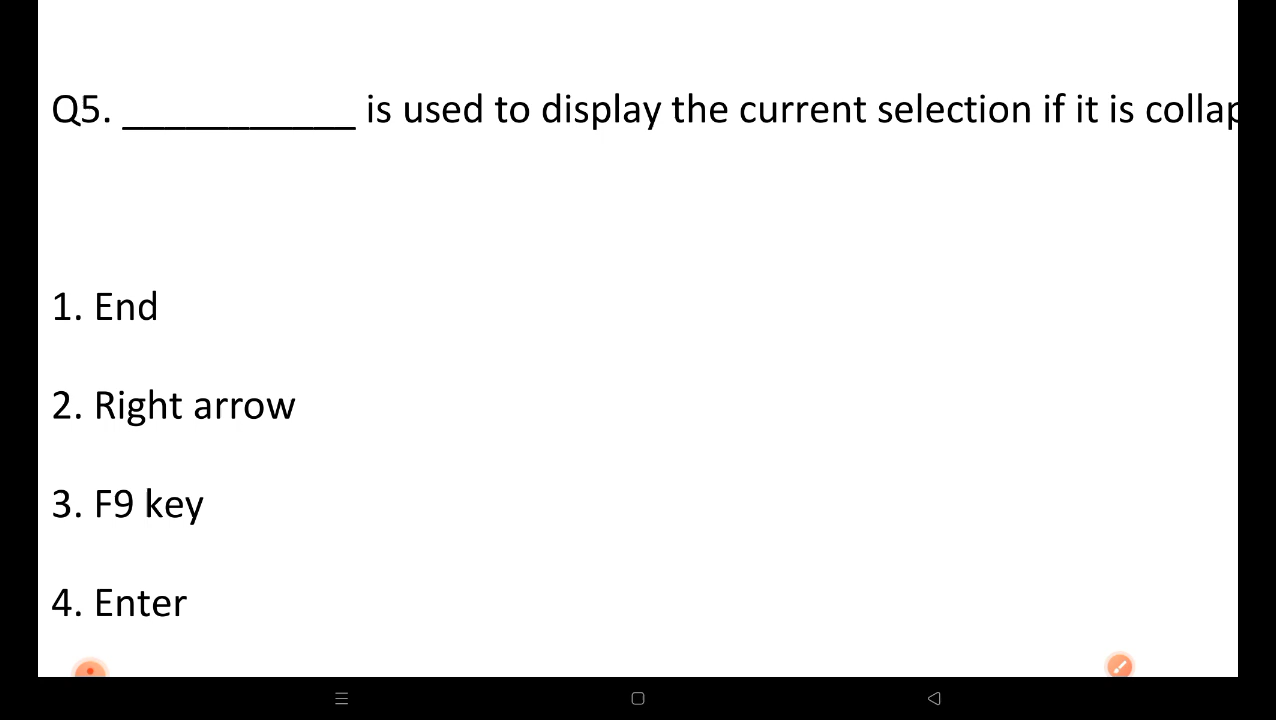 Q5. ___________ is used to display the current selection if it is
1. End
2. Right arrow
3. F9 key
4. Enter